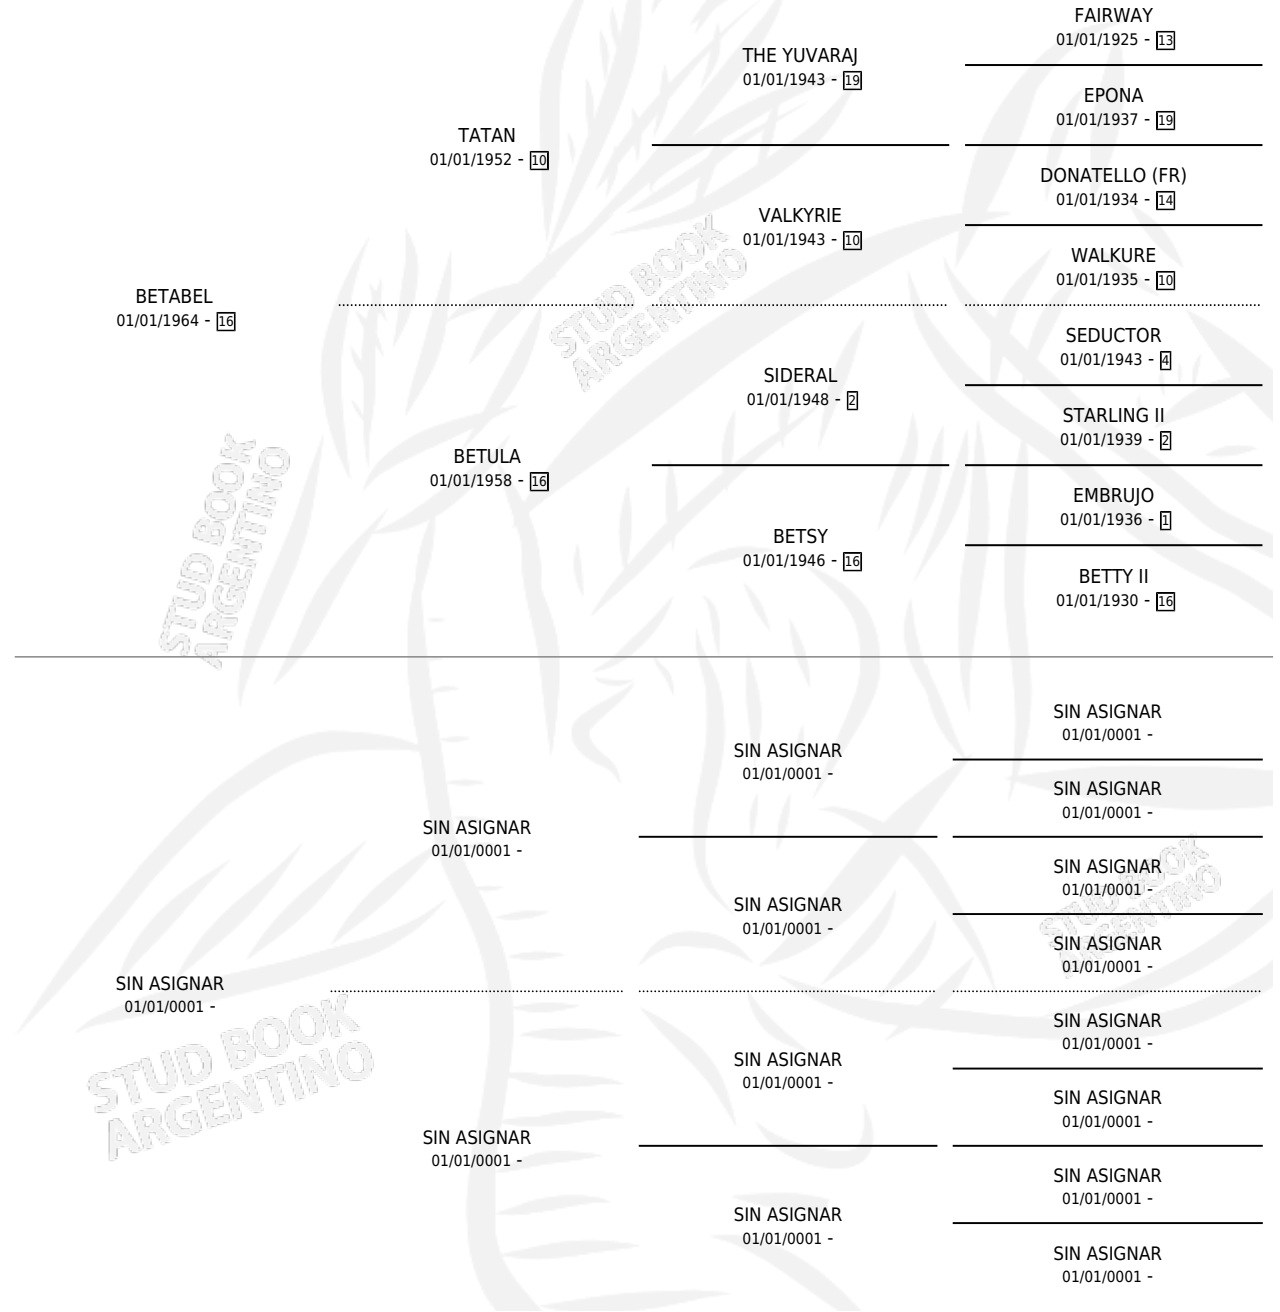 FAIRWAY
01/01/1925 - 13
THE YUVARAJ
01/01/1943 - 19
EPONA
01/01/1937 - 19
TATAN
01/01/1952 - 10
DONATELLO (FR)
01/01/1934 - 14
VALKYRIE
01/01/1943 - 10
WALKURE
01/01/1935 - 10
BETABEL
01/01/1964 - 16
STUD BOOK
ARGENTINO
SEDUCTOR
01/01/1943 - 4
SIDERAL
01/01/1948 - 2
STARLING II
01/01/1939 - 2
BETULA
01/01/1958 - 16
EMBRUJO
01/01/1936 - 1
BETSY
01/01/1946 - 16
BETTY II
01/01/1930 - 16
STUD BOOK
ARGENTINO
SIN ASIGNAR
01/01/0001 -
SIN ASIGNAR
01/01/0001 -
SIN ASIGNAR
01/01/0001 -
SIN ASIGNAR
01/01/0001 -
SIN ASIGNAR
01/01/0001 -
SIN ASIGNAR
01/01/0001 -
SIN ASIGNAR
01/01/0001 -
STUD BOOK
ARGENTINO
SIN ASIGNAR
01/01/0001 -
SIN ASIGNAR
01/01/0001 -
SIN ASIGNAR
01/01/0001 -
SIN ASIGNAR
01/01/0001 -
SIN ASIGNAR
01/01/0001 -
SIN ASIGNAR
01/01/0001 -
SIN ASIGNAR
01/01/0001 -
SIN ASIGNAR
01/01/0001 -
STUD BOOK
ARGENTINO